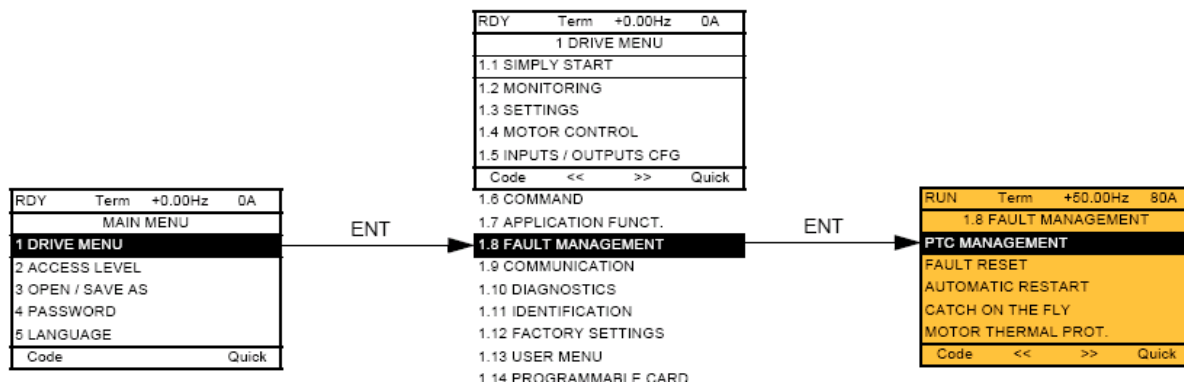 RDY Term +0.00Hz 0A
MAIN MENU
1 DRIVE MENU
2 ACCESS LEVEL
3 OPEN / SAVE AS
4 PASSWORD
5 LANGUAGE
Code Quick
ENT
RDY Term +0.00Hz 0A
1 DRIVE MENU
1.1 SIMPLY START
1.2 MONITORING
1.3 SETTINGS
1.4 MOTOR CONTROL
1.5 INPUTS / OUTPUTS CFG
Code << >> Quick
1.6 COMMAND
1.7 APPLICATION FUNCT.
1.8 FAULT MANAGEMENT
1.9 COMMUNICATION
1.10 DIAGNOSTICS
1.11 IDENTIFICATION
1.12 FACTORY SETTINGS
1.13 USER MENU
1.14 PROGRAMMABLE CARD
ENT
RUN Term +50.00Hz 80A
1.8 FAULT MANAGEMENT
PTC MANAGEMENT
FAULT RESET
AUTOMATIC RESTART
CATCH ON THE FLY
MOTOR THERMAL PROT.
Code << >> Quick